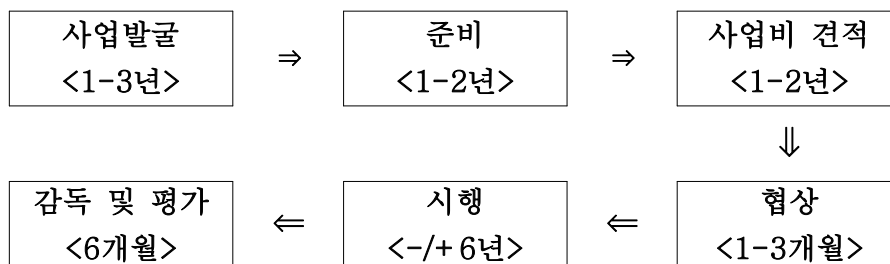 사업발굴
<1-3년>
⇒
준비
<1-2년>
⇒
사업비 견적
<1-2년>
⇓
협상
<1-3개월>
⇐
시행
<-/+ 6년>
⇐
감독 및 평가
<6개월>